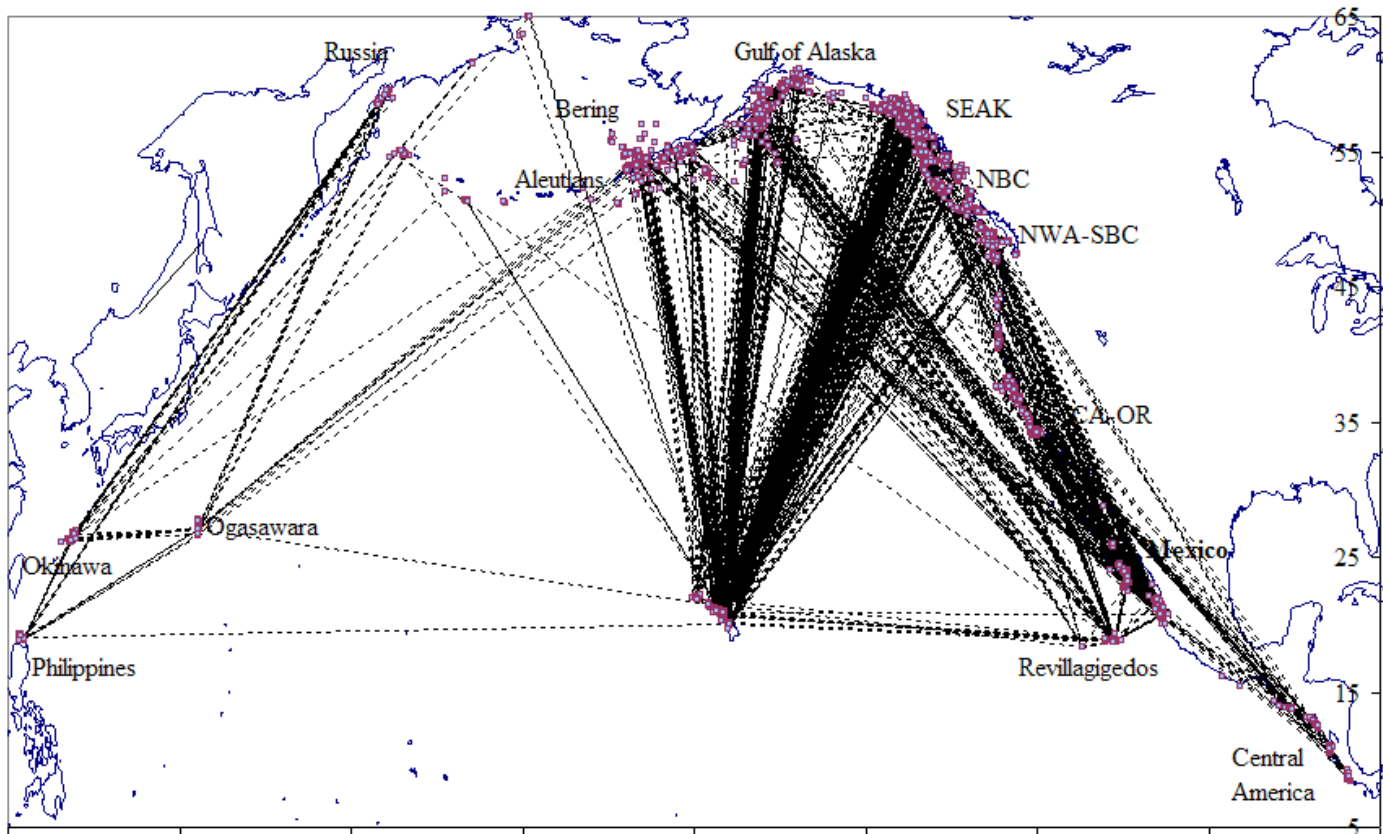 65
Russia
Gulf of Alaska
Bering
SEAK
55
Aleutians
NBC
NWA-SBC
45
CA-OR
35
Ogasawara
Mexico
25
Okinawa
Philippines
Revillagigedos
15
Central
America
5